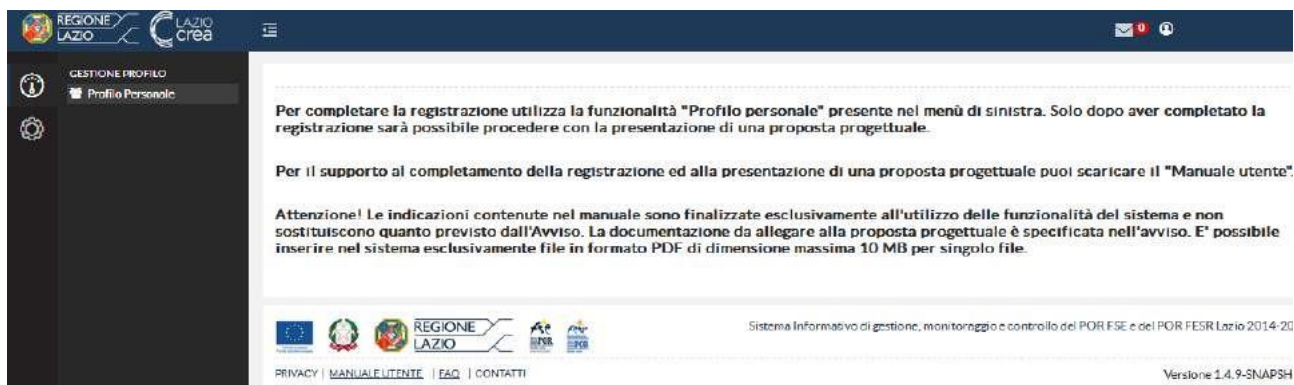 REGIONE
LAZIO
LAZIO
crea
0
GESTIONE PROFILO
Profilo Personale
Per completare la registrazione utilizza la funzionalità "Profilo personale" presente nel menù di sinistra. Solo dopo aver completato la
registrazione sarà possibile procedere con la presentazione di una proposta progettuale.
Per il supporto al completamento della registrazione ed alla presentazione di una proposta progettuale puoi scaricare il "Manuale utente".
Attenzione! Le indicazioni contenute nel manuale sono finalizzate esclusivamente all'utilizzo delle funzionalità del sistema e non
sostituiscono quanto previsto dall'Avviso. La documentazione da allegare alla proposta progettuale è specificata nell'avviso. E' possibile
inserire nel sistema esclusivamente file in formato PDF di dimensione massima 10 MB per singolo file.
REGIONE
LAZIO
Sistema Informativo di gestione, monitoraggio e controllo del POR FSE e del POR FESR Lazio 2014-20
PRIVACY | MANUALE UTENTE | FAQ | CONTATTI
Versione 1.4.9-SNAPSH